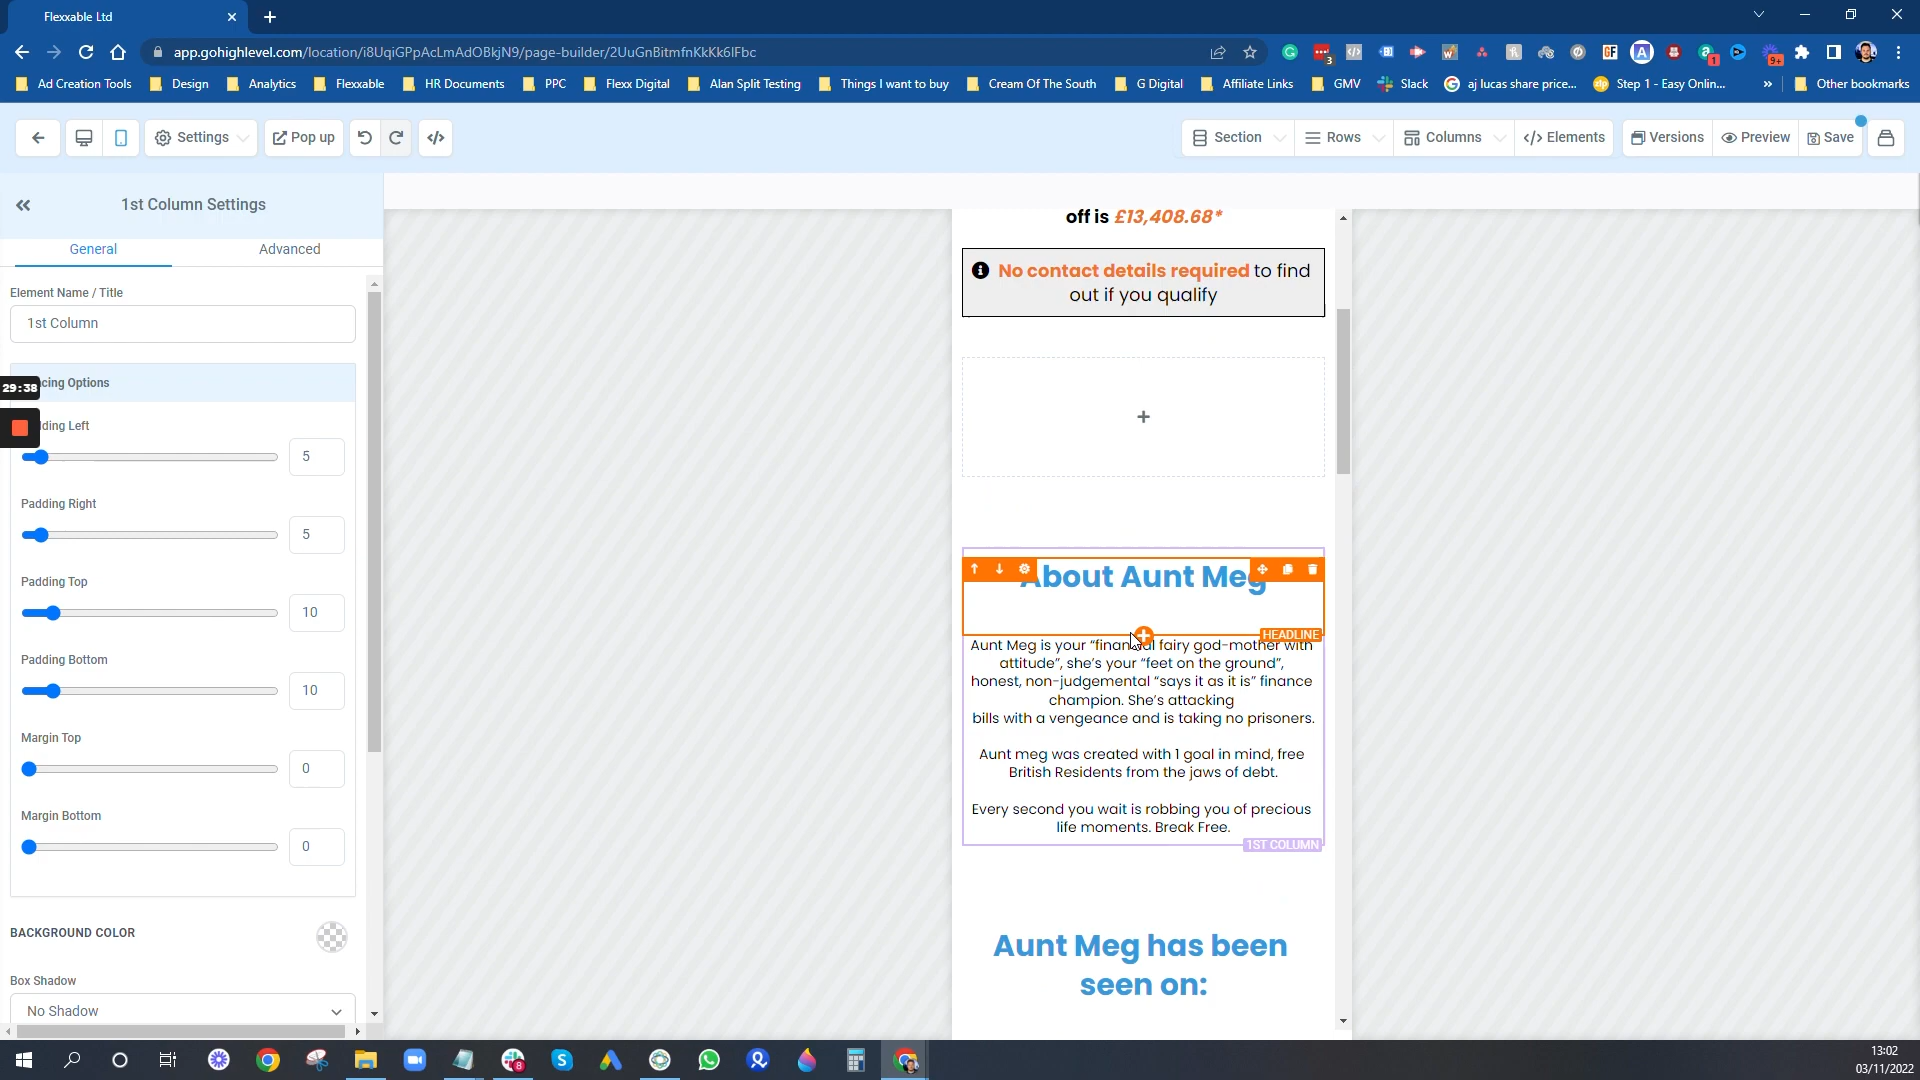 Flexxable Ltd
app.gohighlevel.com/location/i8UqiGPpAcLmAdOBkjN9/page-builder/2UuGnBitmfnKkKk6IFbc
3
1
9+
Ad Creation Tools
Design
Analytics
Flexxable
HR Documents
PPC
Flexx Digital
Alan Split Testing
Things I want to buy
Cream Of The South
G Digital
Affiliate Links
GMV
Slack
aj lucas share price...
Step 1 - Easy Onlin...
Other bookmarks
Settings
Pop up
Section
Rows
Columns
Elements
Versions
Preview
Save
1st Column Settings
General
Advanced
Element Name / Title
1st Column
29:38
cing Options
ding Left
5
Padding Right
5
Padding Top
10
Padding Bottom
10
Margin Top
0
Margin Bottom
0
BACKGROUND COLOR
Box Shadow
No Shadow
off is £13,408.68*
No contact details required to find
out if you qualify
About Aunt Meg
HEADLINE
Aunt Meg is your “financial fairy god-mother with
attitude”, she’s your “feet on the ground”,
honest, non-judgemental “says it as it is” finance
champion. She’s attacking
bills with a vengeance and is taking no prisoners.
Aunt meg was created with 1 goal in mind, free
British Residents from the jaws of debt.
Every second you wait is robbing you of precious
life moments. Break Free.
1ST COLUMN
Aunt Meg has been
seen on:
8
13:02
03/11/2022